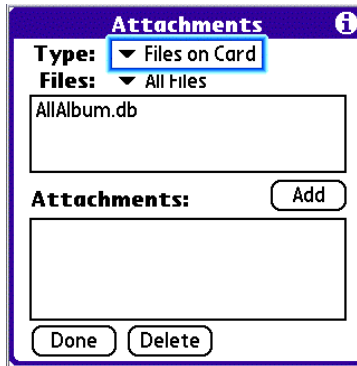 Attachments
Type: Files on Card
Files: All Files
AllAlbum.db
Attachments:
Add
Done Delete